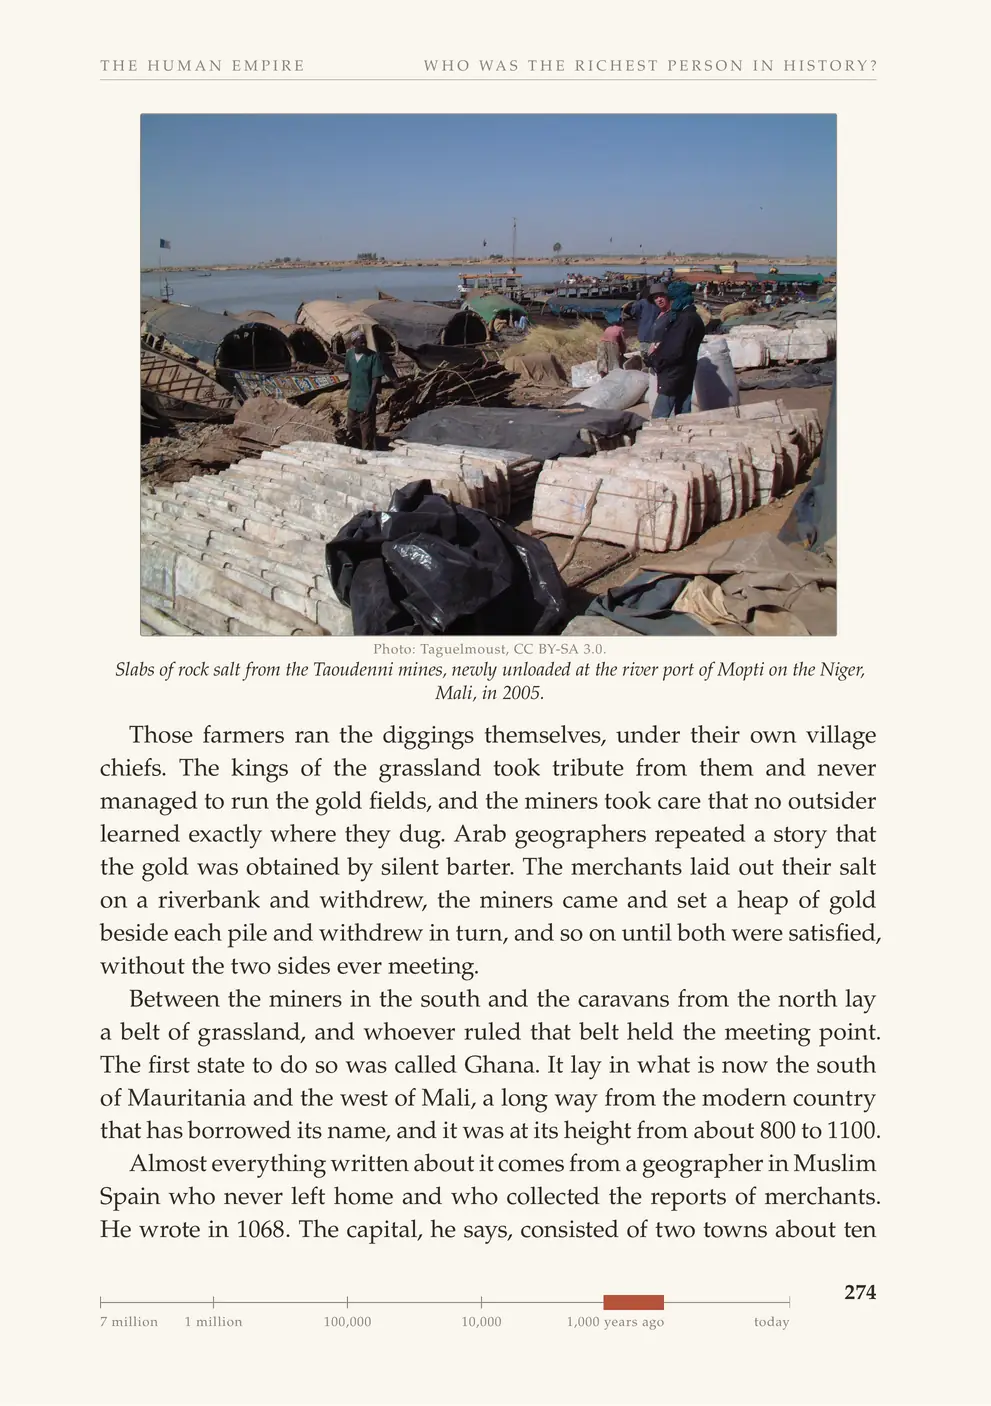 THE HUMAN EMPIRE
WHO WAS THE RICHEST PERSON IN HISTORY?
Photo: Taguelmoust, CC BY-SA 3.0.
Slabs of rock salt from the Taoudenni mines, newly unloaded at the river port of Mopti on the Niger,
Mali, in 2005.
Those farmers ran the diggings themselves, under their own village
chiefs. The kings of the grassland took tribute from them and never
managed to run the gold fields, and the miners took care that no outsider
learned exactly where they dug. Arab geographers repeated a story that
the gold was obtained by silent barter. The merchants laid out their salt
on a riverbank and withdrew, the miners came and set a heap of gold
beside each pile and withdrew in turn, and so on until both were satisfied,
without the two sides ever meeting.
Between the miners in the south and the caravans from the north lay
a belt of grassland, and whoever ruled that belt held the meeting point.
The first state to do so was called Ghana. It lay in what is now the south
of Mauritania and the west of Mali, a long way from the modern country
that has borrowed its name, and it was at its height from about 800 to 1100.
Almost everything written about it comes from a geographer in Muslim
Spain who never left home and who collected the reports of merchants.
He wrote in 1068. The capital, he says, consisted of two towns about ten
274
7 million 1 million 100,000 10,000 1,000 years ago today